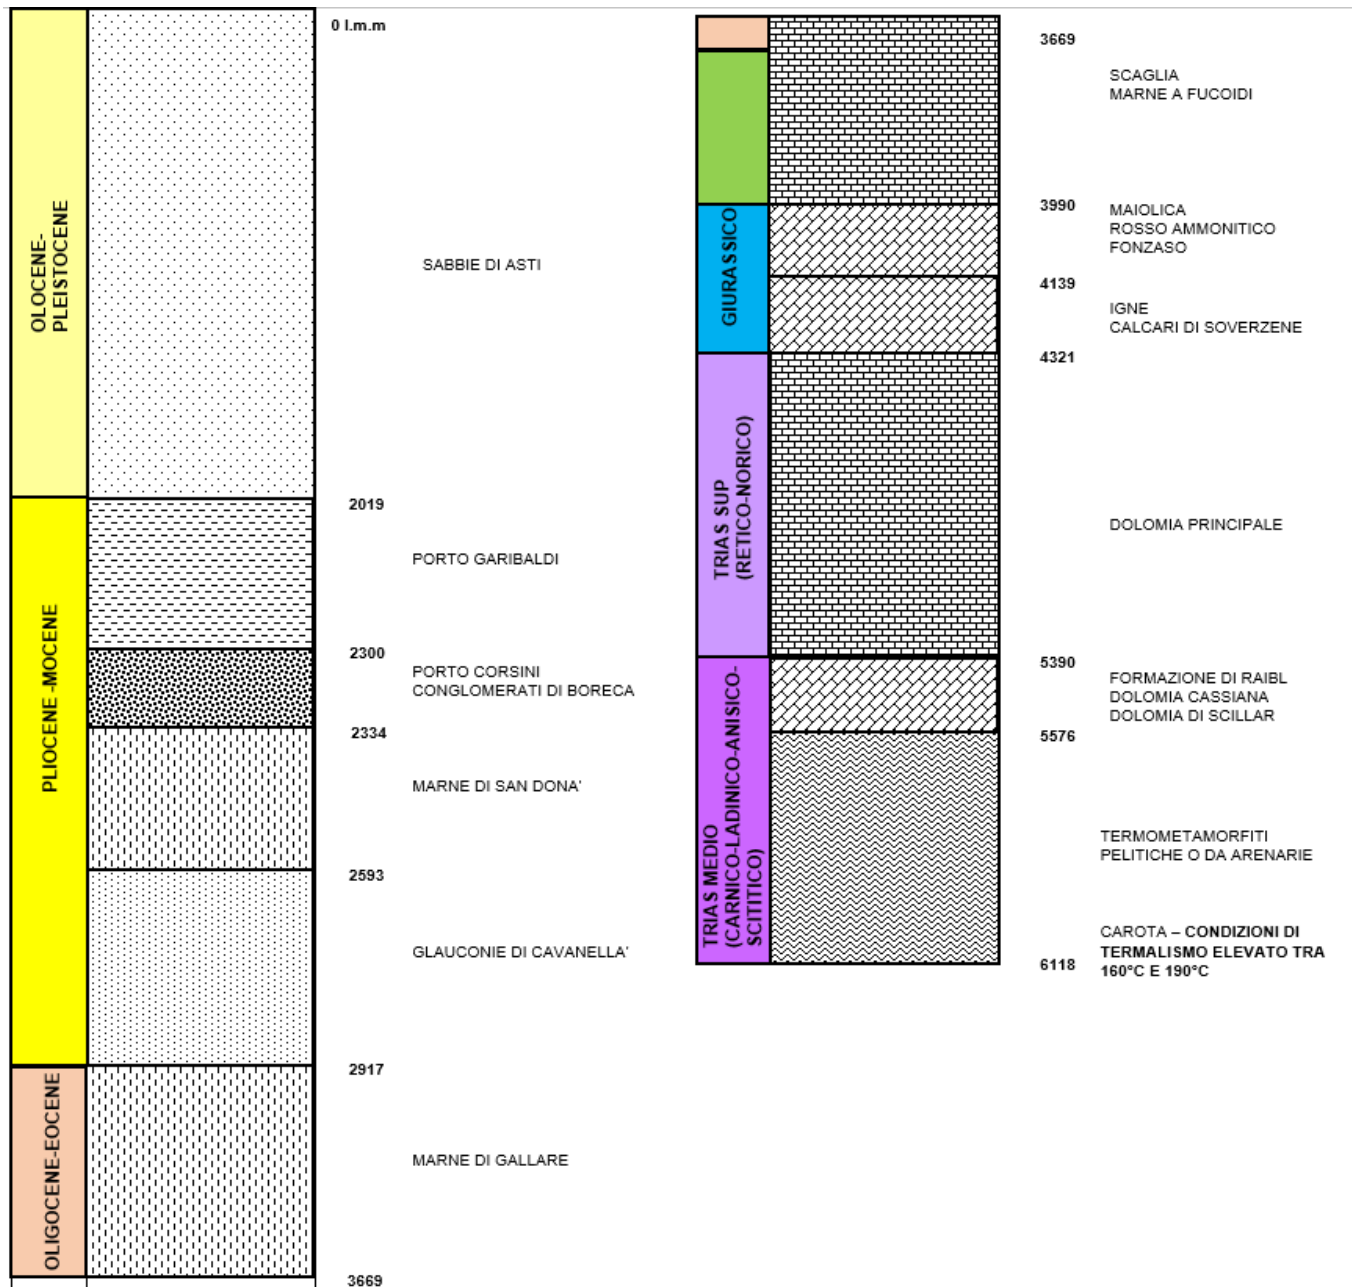 0 l.m.m
OLOCENE-
PLEISTOCENE
SABBIE DI ASTI
2019
PLIOCENE -MOCENE
PORTO GARIBALDI
2300
PORTO CORSINI
CONGLOMERATI DI BORECA
2334
MARNE DI SAN DONA'
2593
GLAUCONIE DI CAVANELLA'
2917
OLIGOCENE-EOCENE
MARNE DI GALLARE
3669
3669
SCAGLIA
MARNE A FUCOIDI
3990
GIURASSICO
MAIOLICA
ROSSO AMMONITICO
FONZASO
4139
IGNE
CALCARI DI SOVERZENE
4321
TRIAS SUP
(RETICO-NORICO)
DOLOMIA PRINCIPALE
5390
TRIAS MEDIO
(CARNICO-LADINICO-ANISICO-
SCITITICO)
FORMAZIONE DI RAIBL
DOLOMIA CASSIANA
DOLOMIA DI SCILLAR
5576
TERMOMETAMORFITI
PELITICHE O DA ARENARIE
CAROTA – CONDIZIONI DI
TERMALISMO ELEVATO TRA
160°C E 190°C
6118